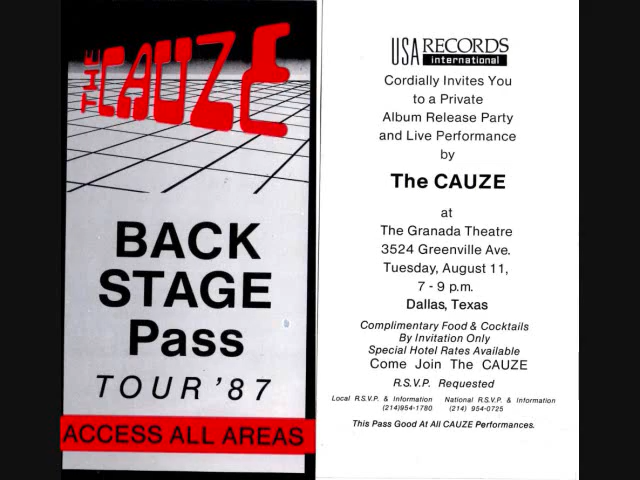 THE CAUZE
BACK
STAGE
Pass
TOUR '87
ACCESS ALL AREAS
USA RECORDS
international
Cordially Invites You
to a Private
Album Release Party
and Live Performance
by
The CAUZE
at
The Granada Theatre
3524 Greenville Ave.
Tuesday, August 11,
7 - 9 p.m.
Dallas, Texas
Complimentary Food & Cocktails
By Invitation Only
Special Hotel Rates Available
Come Join The CAUZE
R.S.V.P. Requested
Local R.S.V.P. & Information National R.S.V.P. & Information
(214)954-1780 (214) 954-0725
This Pass Good At All CAUZE Performances.